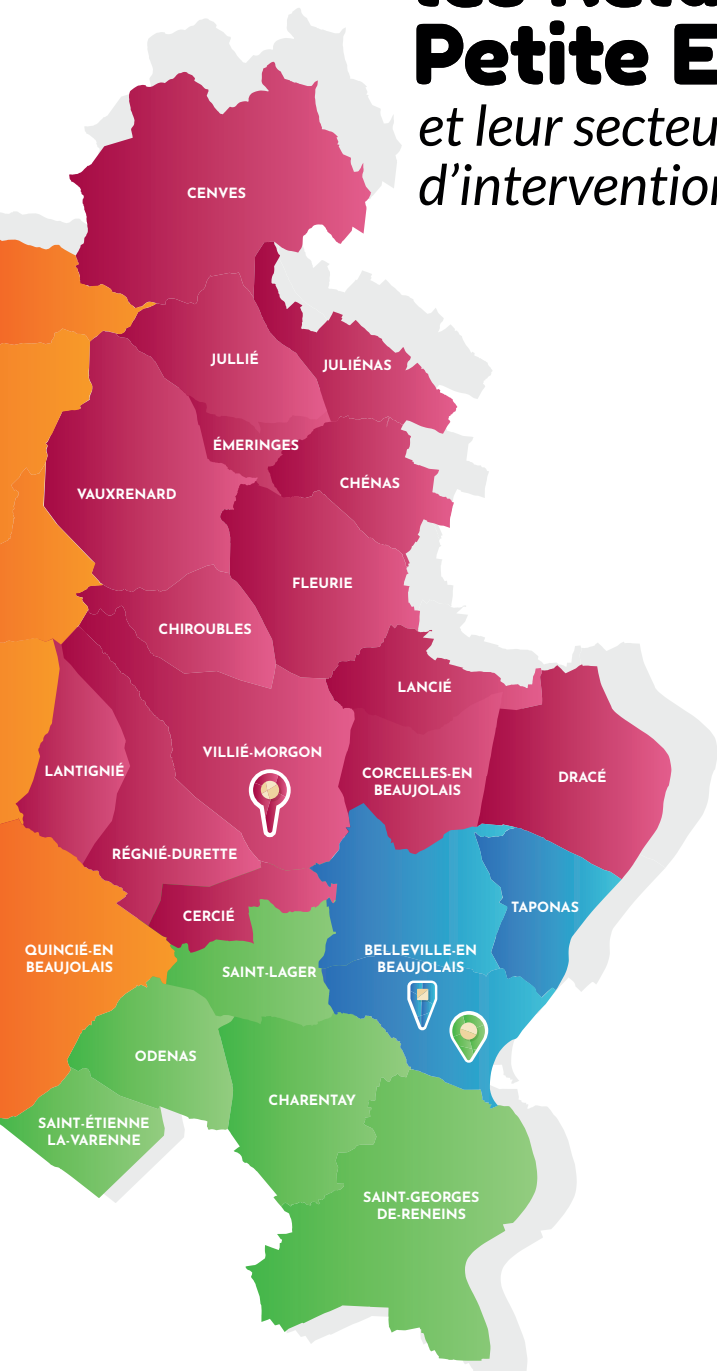 Petite E
et leur secteu
d'intervention
CENVES
JULLIÉ
JULIÉNAS
ÉMERINGES
CHÉNAS
VAUXRENARD
FLEURIE
CHIROUBLES
LANCIÉ
VILLIÉ-MORGON
LANTIGNIÉ
CORCELLES-EN
BEAUJOLAIS
DRACÉ
RÉGNIÉ-DURETTE
CERCIÉ
TAPONAS
QUINCIÉ-EN
BEAUJOLAIS
BELLEVILLE-EN
BEAUJOLAIS
SAINT-LAGER
ODENAS
CHARENTAY
SAINT-ÉTIENNE
LA-VARENNE
SAINT-GEORGES
DE-RENEINS